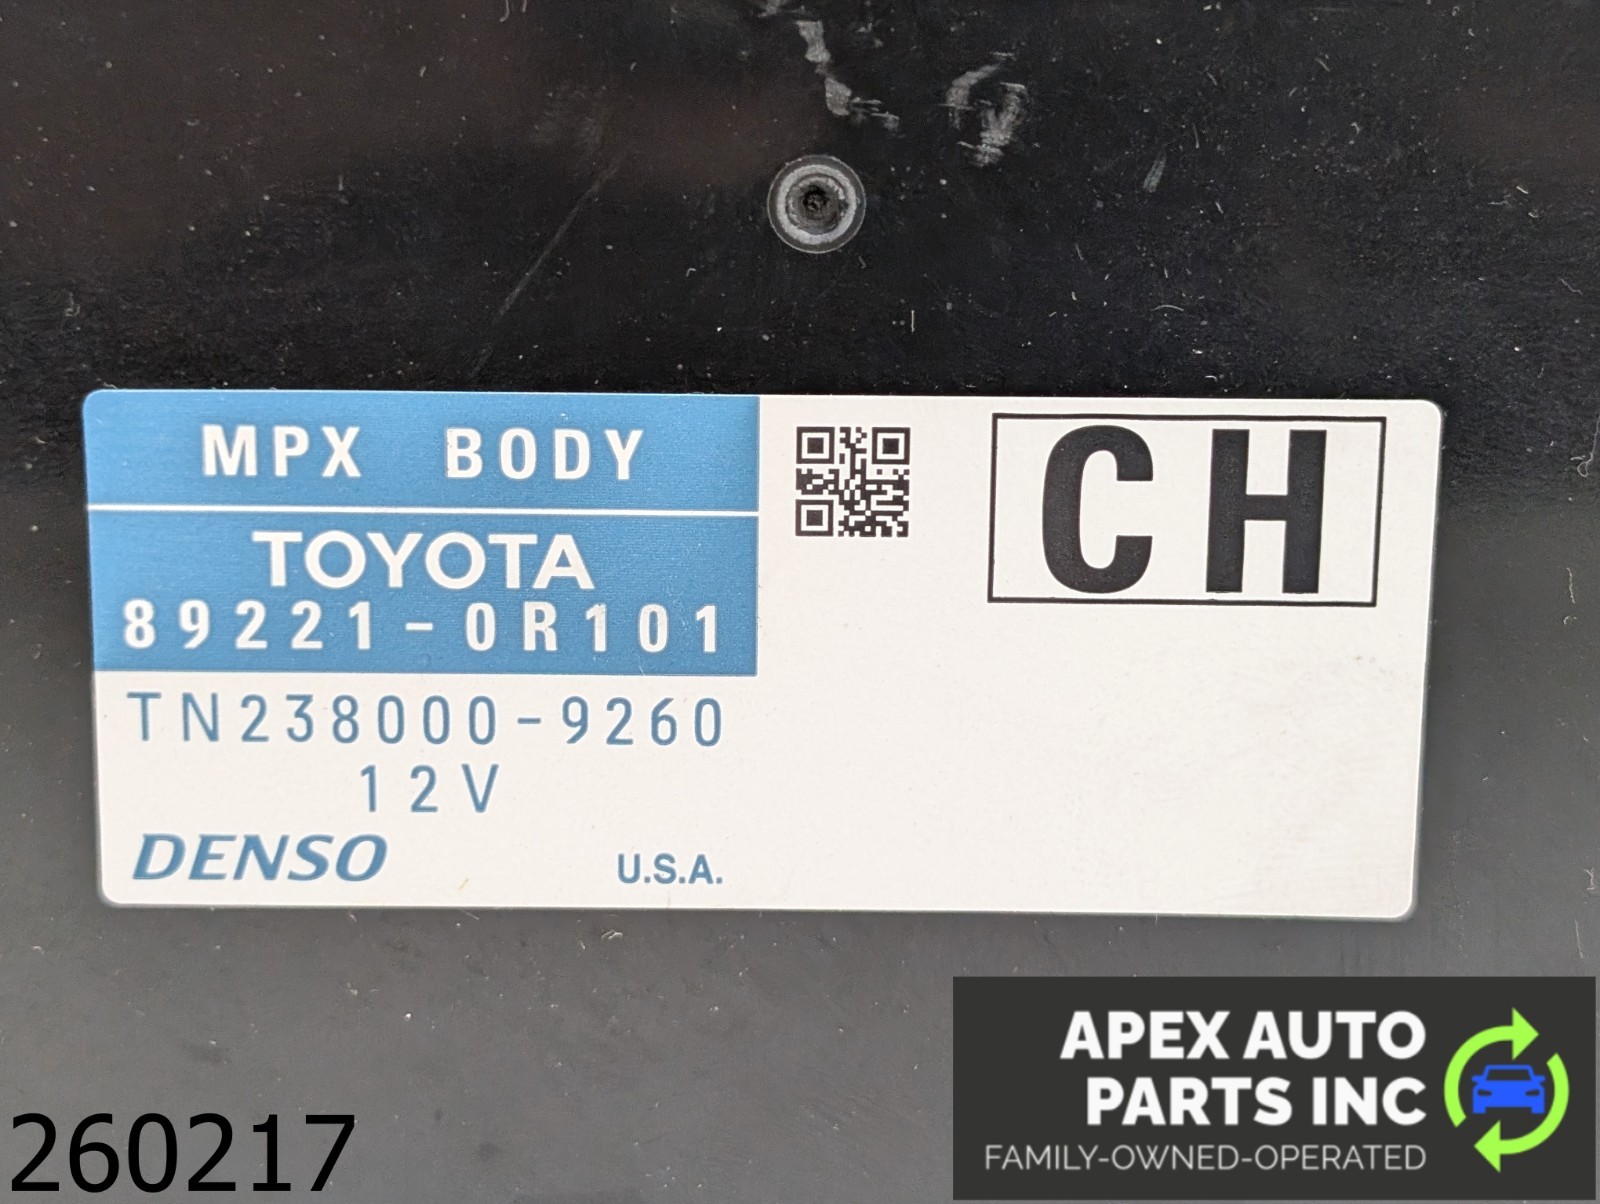 MPX BODY
TOYOTA
89221-0R101
TN238000-9260
12V
DENSO U.S.A.
CH
APEX AUTO
PARTS INC
FAMILY-OWNED-OPERATED
260217